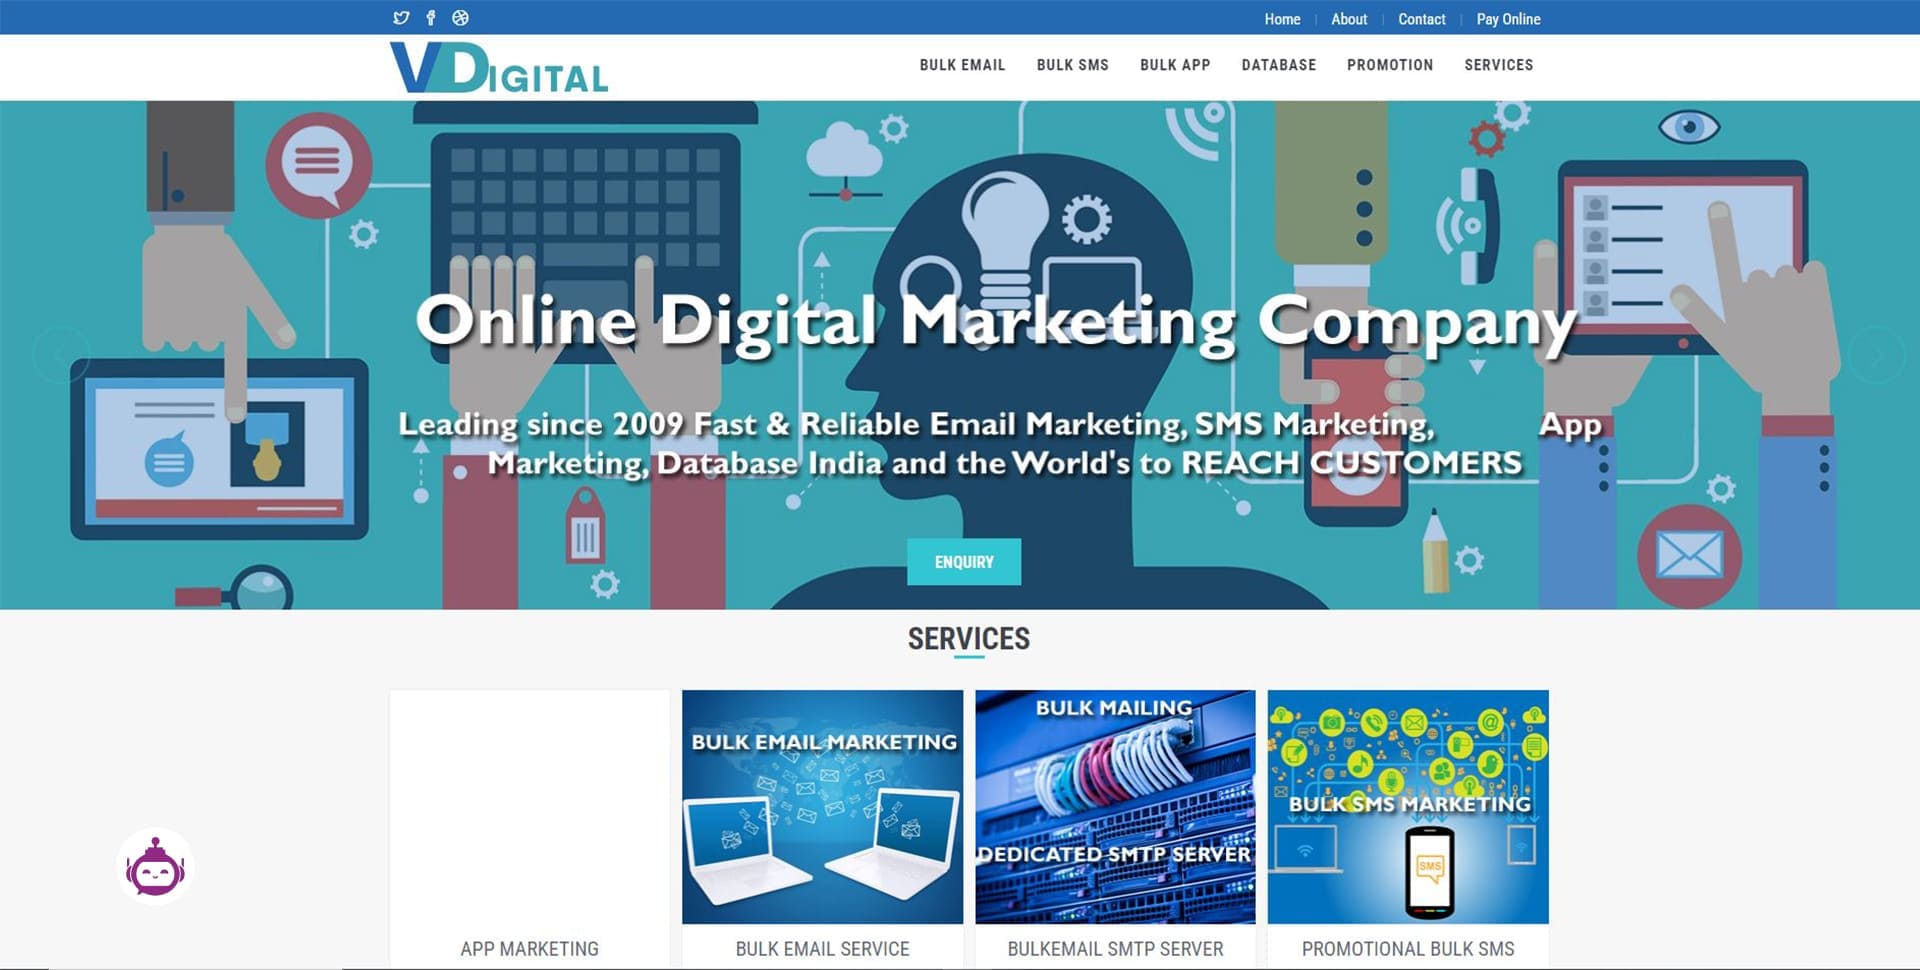 Home About Contact Pay Online
VDIGITAL
BULK EMAIL BULK SMS BULK APP DATABASE PROMOTION SERVICES
Online Digital Marketing Company
Leading since 2009 Fast & Reliable Email Marketing, SMS Marketing, App
Marketing, Database India and the World's to REACH CUSTOMERS
ENQUIRY
SERVICES
BULK EMAIL MARKETING
BULK MAILING
DEDICATED SMTP SERVER
BULK SMS MARKETING
SMS
APP MARKETING
BULK EMAIL SERVICE
BULKEMAIL SMTP SERVER
PROMOTIONAL BULK SMS